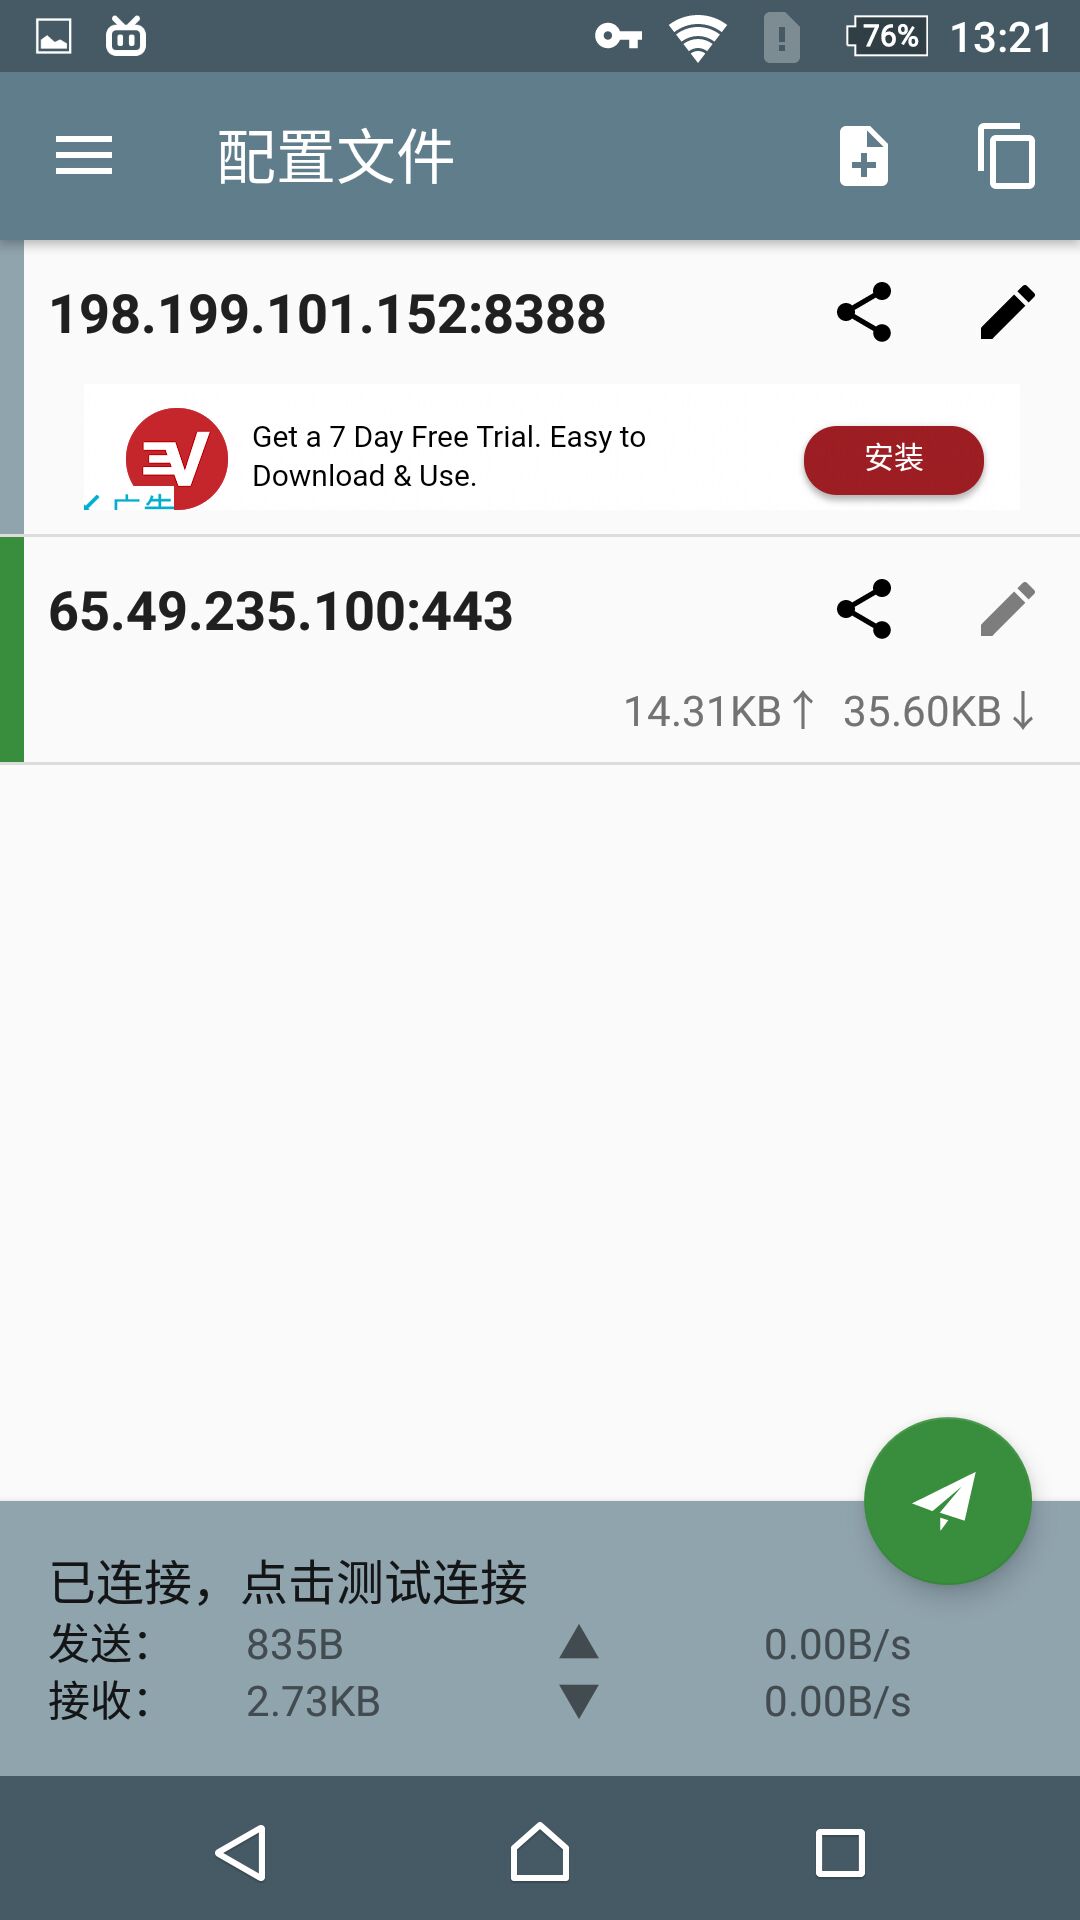 76% 13:21
配置文件
198.199.101.152:8388
Get a 7 Day Free Trial. Easy to
Download & Use.
安装
广告
65.49.235.100:443
14.31KB↑ 35.60KB↓
已连接，点击测试连接
发送： 835B ▲ 0.00B/s
接收： 2.73KB ▼ 0.00B/s